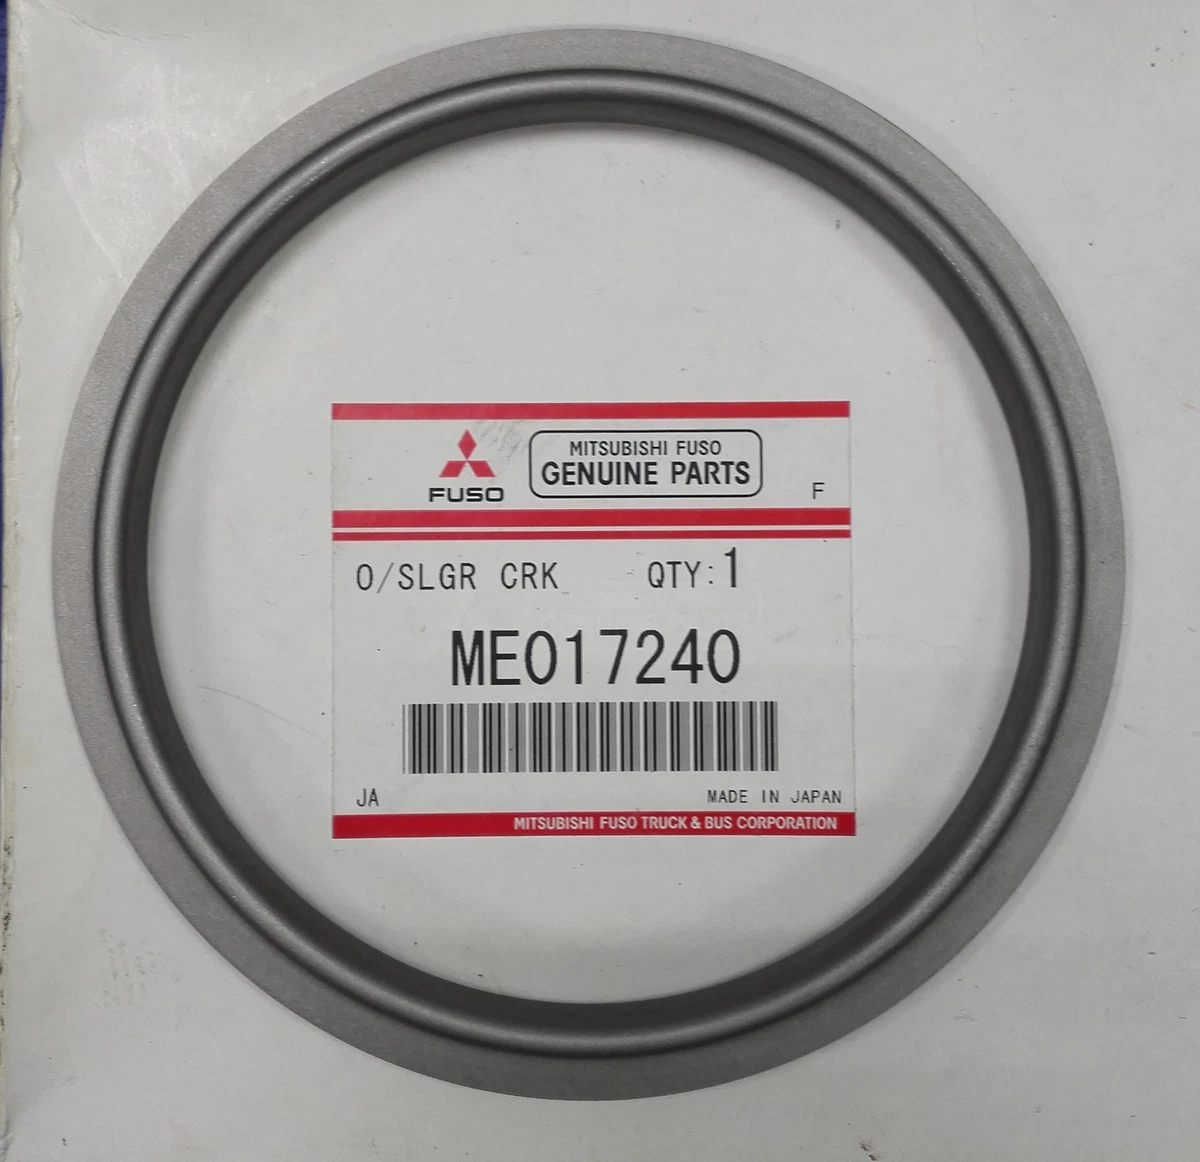 MITSUBISHI FUSO
GENUINE PARTS
FUSO
F
O/SLGR CRK QTY:1
ME017240
JA MADE IN JAPAN
MITSUBISHI FUSO TRUCK & BUS CORPORATION